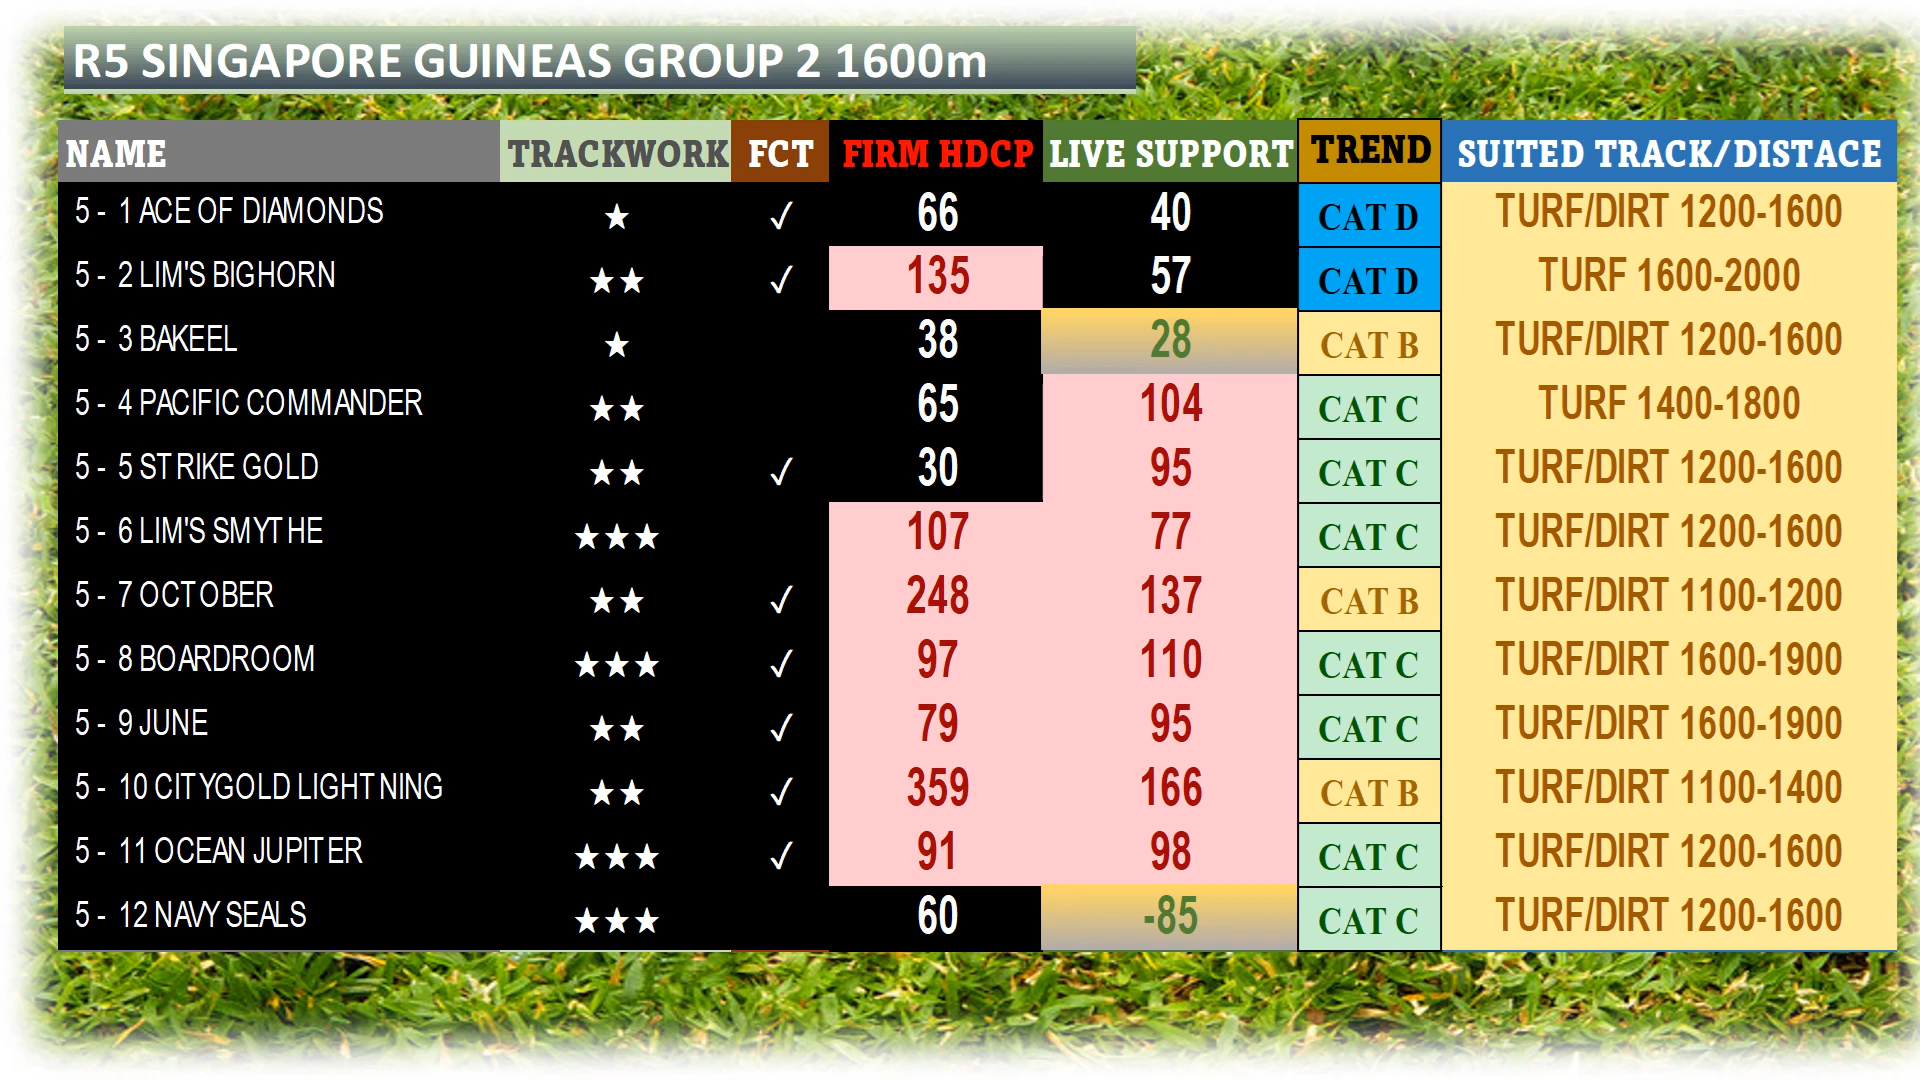 R5 SINGAPORE GUINEAS GROUP 2 1600m
NAME TRACKWORK FCT FIRM HDCP LIVE SUPPORT TREND SUITED TRACK/DISTACE
5 - 1 ACE OF DIAMONDS ★ ✓ 66 40 CAT D TURF/DIRT 1200-1600
5 - 2 LIM'S BIGHORN ★★ ✓ 135 57 CAT D TURF 1600-2000
5 - 3 BAKEEL ★ 38 28 CAT B TURF/DIRT 1200-1600
5 - 4 PACIFIC COMMANDER ★★ 65 104 CAT C TURF 1400-1800
5 - 5 STRIKE GOLD ★★ ✓ 30 95 CAT C TURF/DIRT 1200-1600
5 - 6 LIM'S SMYTHE ★★★ 107 77 CAT C TURF/DIRT 1200-1600
5 - 7 OCTOBER ★★ ✓ 248 137 CAT B TURF/DIRT 1100-1200
5 - 8 BOARDROOM ★★★ ✓ 97 110 CAT C TURF/DIRT 1600-1900
5 - 9 JUNE ★★ ✓ 79 95 CAT C TURF/DIRT 1600-1900
5 - 10 CITYGOLD LIGHTNING ★★ ✓ 359 166 CAT B TURF/DIRT 1100-1400
5 - 11 OCEAN JUPITER ★★★ ✓ 91 98 CAT C TURF/DIRT 1200-1600
5 - 12 NAVY SEALS ★★★ 60 -85 CAT C TURF/DIRT 1200-1600